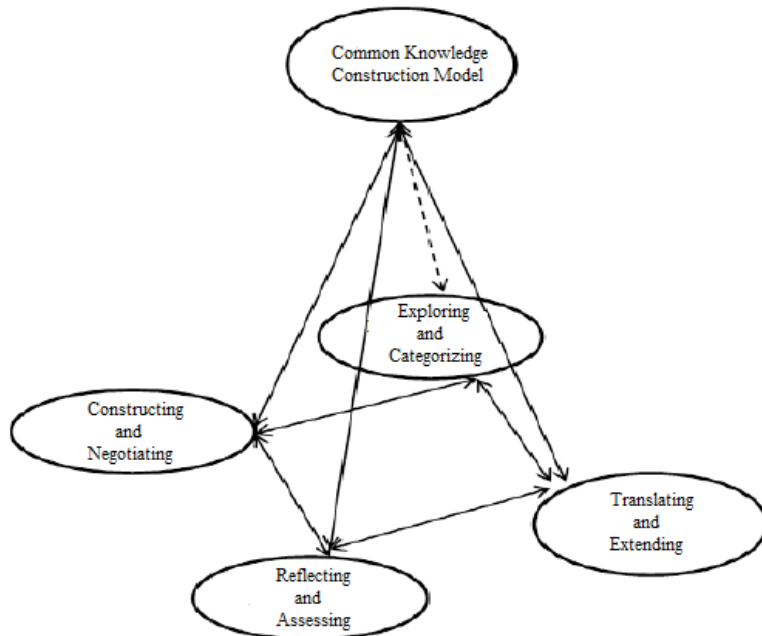 Common Knowledge
Construction Model
Exploring
and
Categorizing
Constructing
and
Negotiating
Translating
and
Extending
Reflecting
and
Assessing